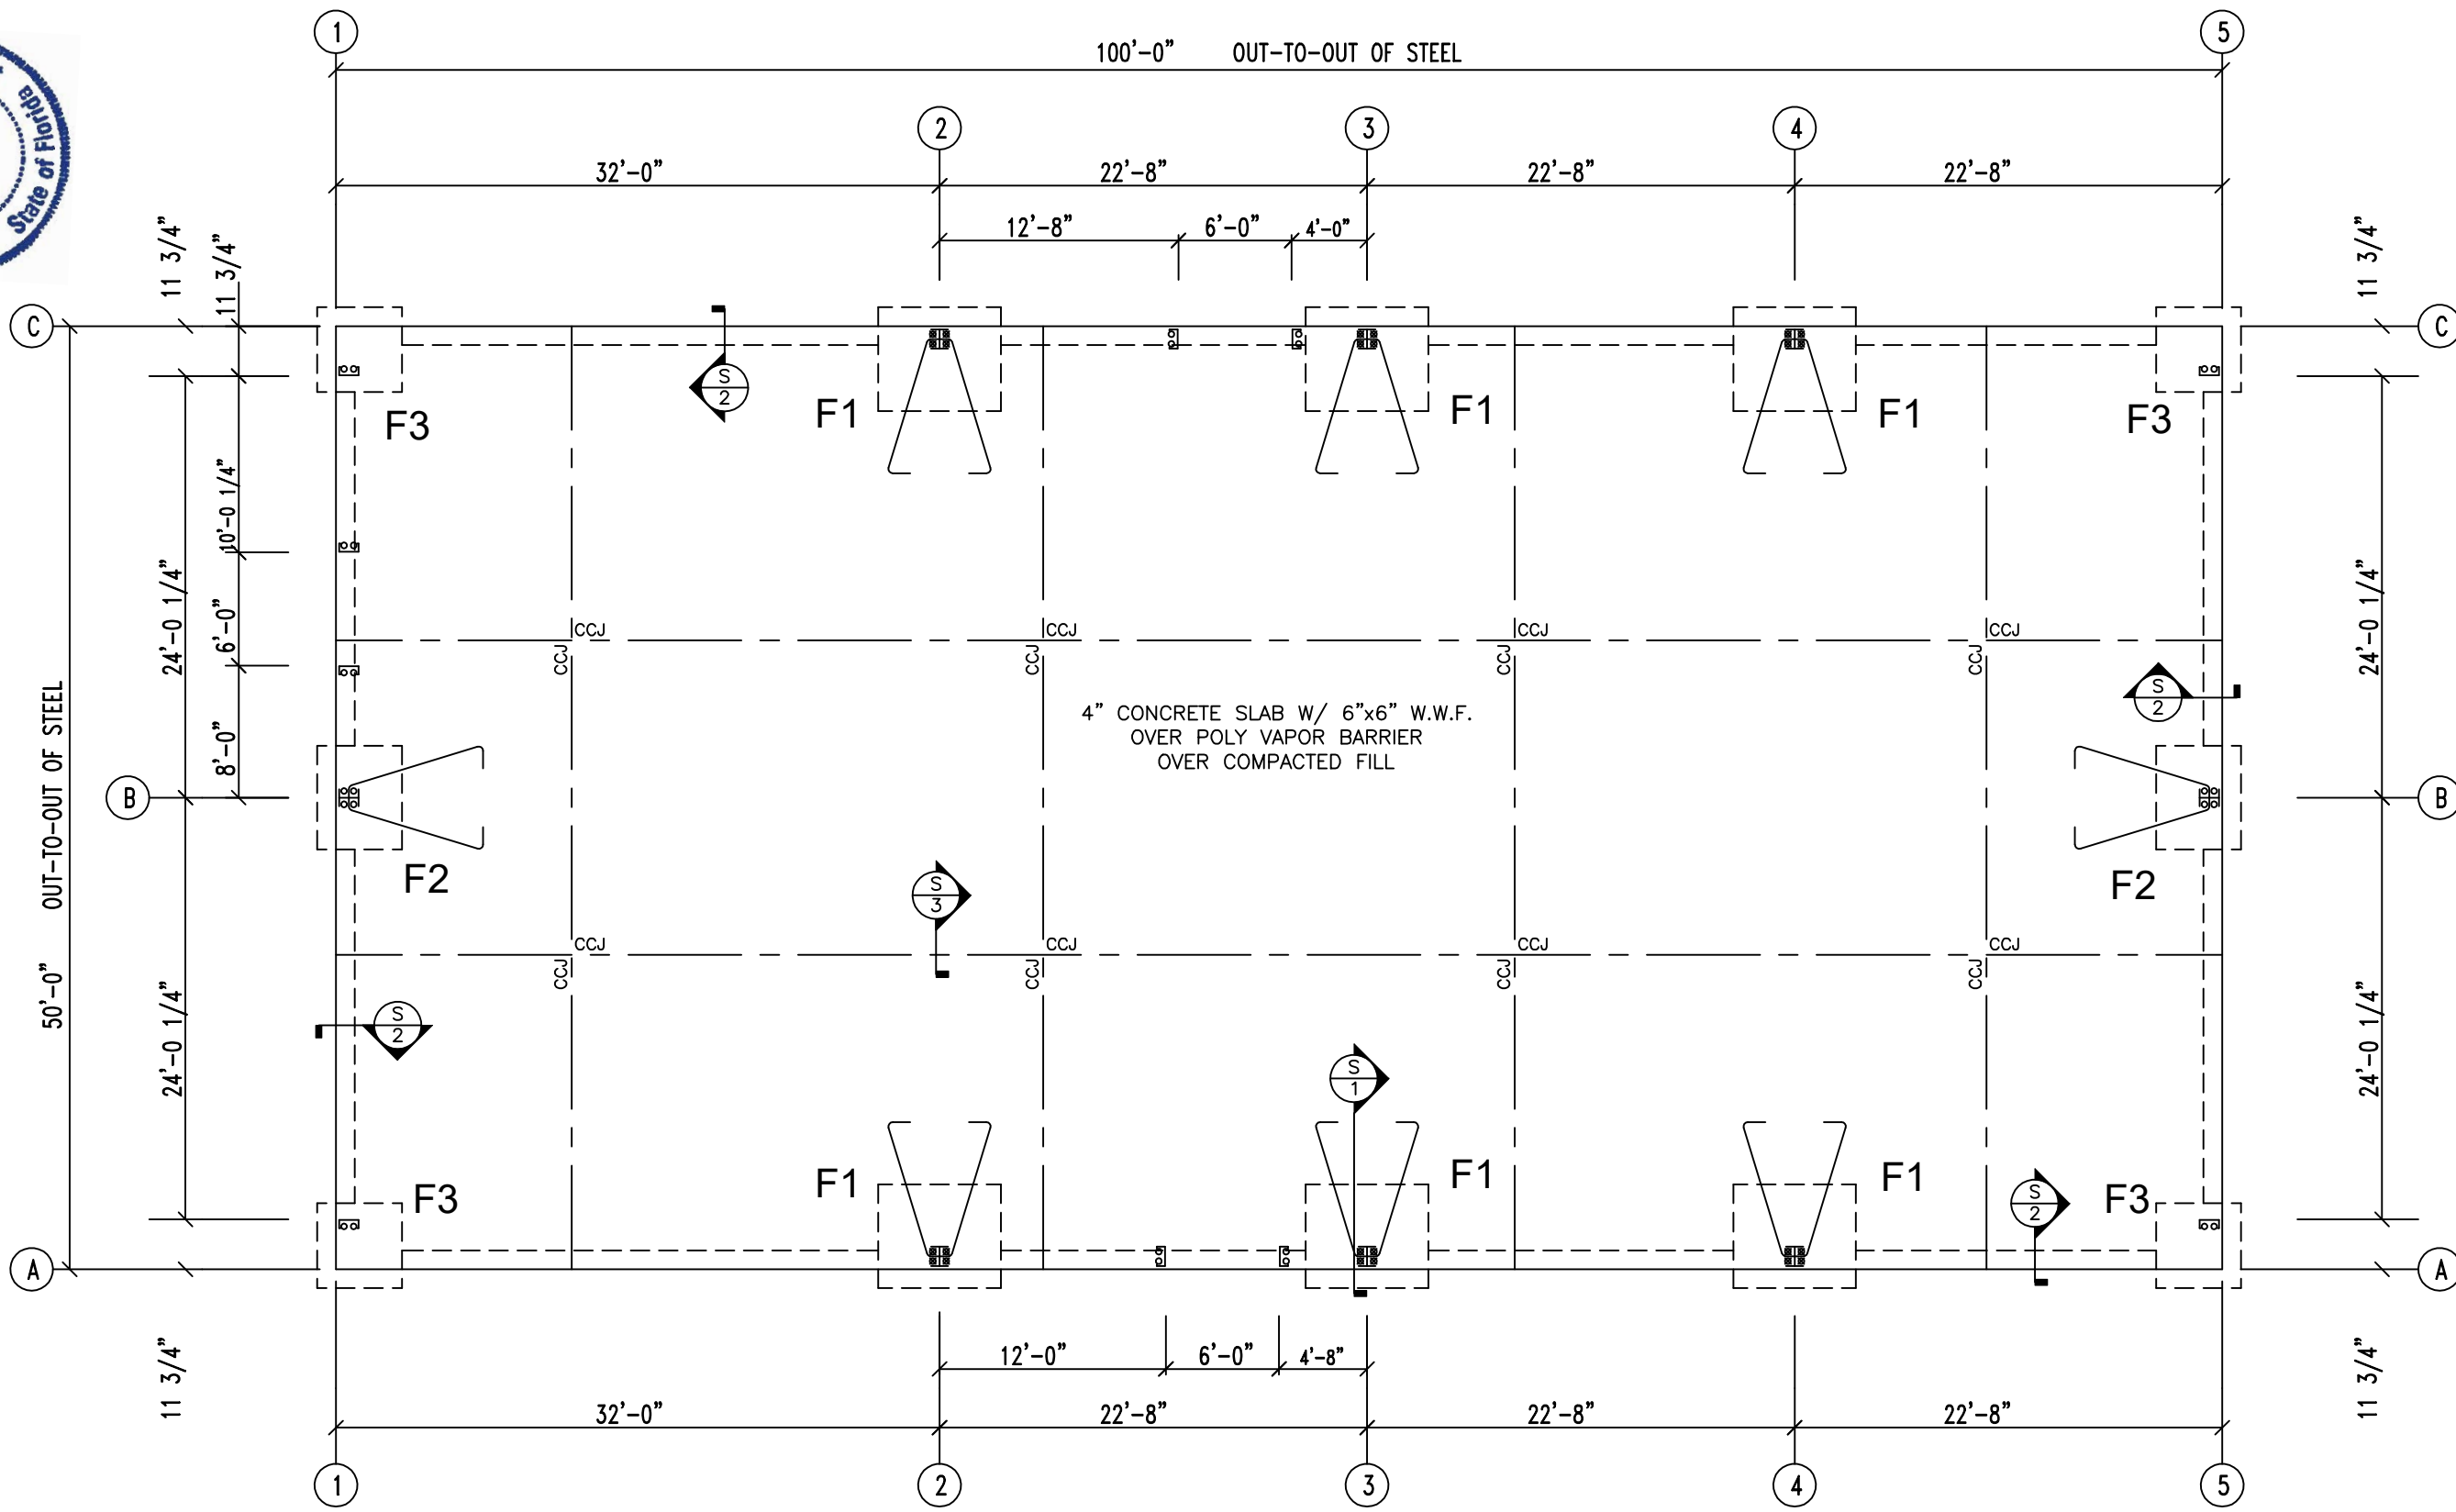 1
5
100'-0" OUT-TO-OUT OF STEEL
State of Florida
2
3
4
32'-0"
22'-8"
22'-8"
22'-8"
12'-8"
6'-0"
4'-0"
11 3/4"
11 3/4"
11 3/4"
C
C
S
2
F3
F1
F1
F1
F3
10'-0 1/4"
24'-0 1/4"
6'-0"
8'-0"
24'-0 1/4"
CCJ
CCJ
CCJ
CCJ
CCJ
CCJ
CCJ
CCJ
S
2
4" CONCRETE SLAB W/ 6"x6" W.W.F.
OVER POLY VAPOR BARRIER
OVER COMPACTED FILL
50'-0" OUT-TO-OUT OF STEEL
B
B
F2
F2
S
3
CCJ
CCJ
CCJ
CCJ
CCJ
CCJ
CCJ
CCJ
24'-0 1/4"
24'-0 1/4"
S
2
S
1
F3
F1
F1
F1
S
2
F3
A
A
11 3/4"
11 3/4"
12'-0"
6'-0"
4'-8"
32'-0"
22'-8"
22'-8"
22'-8"
1
2
3
4
5